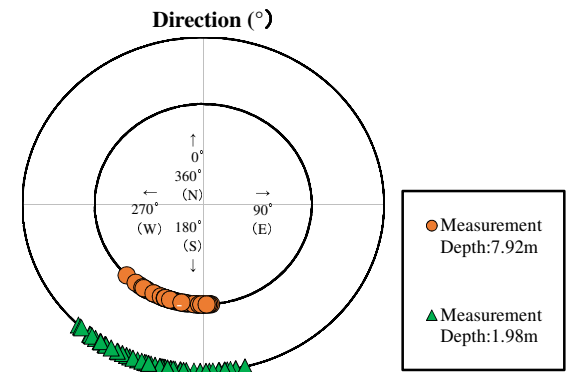 Direction (°)
↑
0°
360°
（N）
←
→
270°
（W）
180°
（S）
90°
（E）
↓
Measurement
Depth:7.92m
Measurement
Depth:1.98m